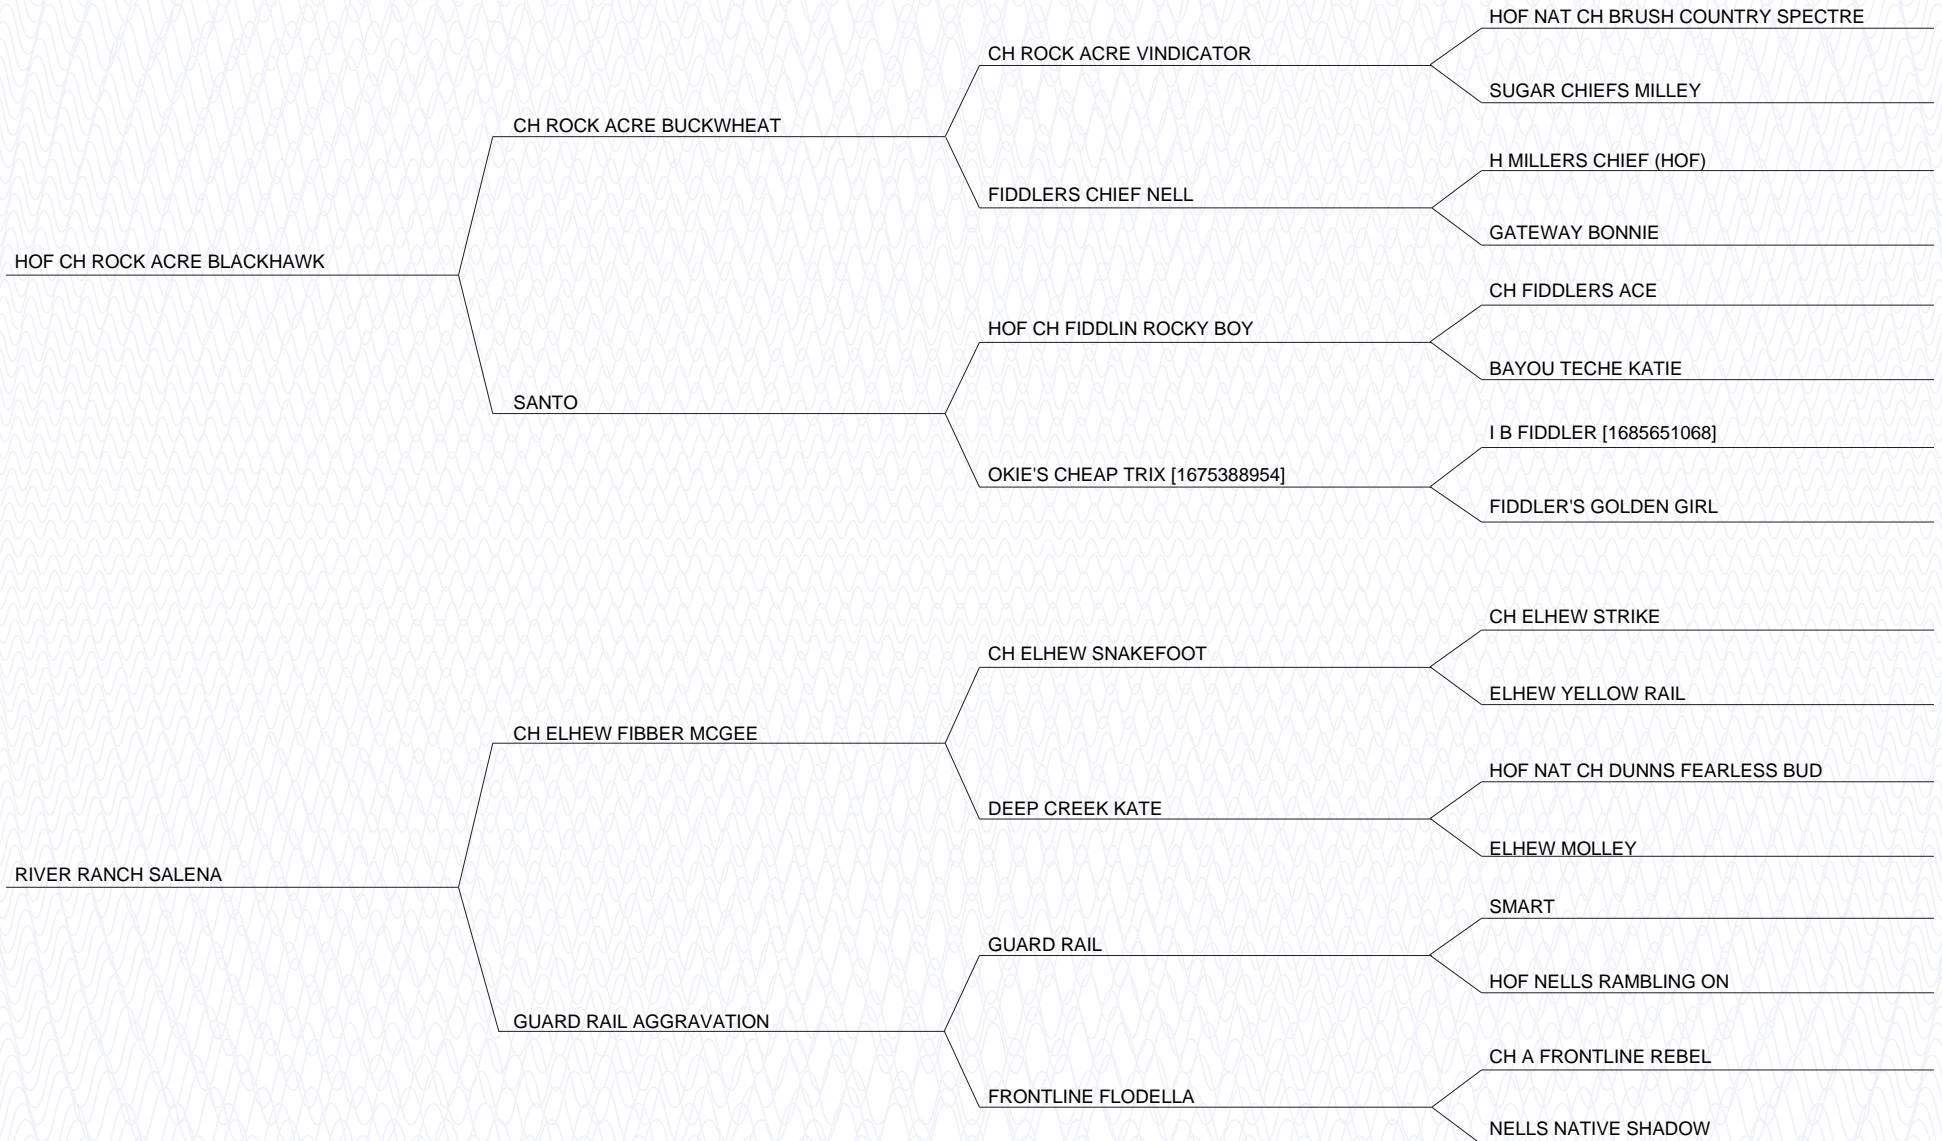 HOF NAT CH BRUSH COUNTRY SPECTRE
CH ROCK ACRE VINDICATOR
SUGAR CHIEFS MILLEY
CH ROCK ACRE BUCKWHEAT
H MILLERS CHIEF (HOF)
FIDDLERS CHIEF NELL
GATEWAY BONNIE
HOF CH ROCK ACRE BLACKHAWK
CH FIDDLERS ACE
HOF CH FIDDLIN ROCKY BOY
BAYOU TECHE KATIE
SANTO
I B FIDDLER [1685651068]
OKIE'S CHEAP TRIX [1675388954]
FIDDLER'S GOLDEN GIRL
CH ELHEW STRIKE
CH ELHEW SNAKEFOOT
ELHEW YELLOW RAIL
CH ELHEW FIBBER MCGEE
HOF NAT CH DUNNS FEARLESS BUD
DEEP CREEK KATE
ELHEW MOLLEY
RIVER RANCH SALENA
SMART
GUARD RAIL
HOF NELLS RAMBLING ON
GUARD RAIL AGGRAVATION
CH A FRONTLINE REBEL
FRONTLINE FLODELLA
NELLS NATIVE SHADOW